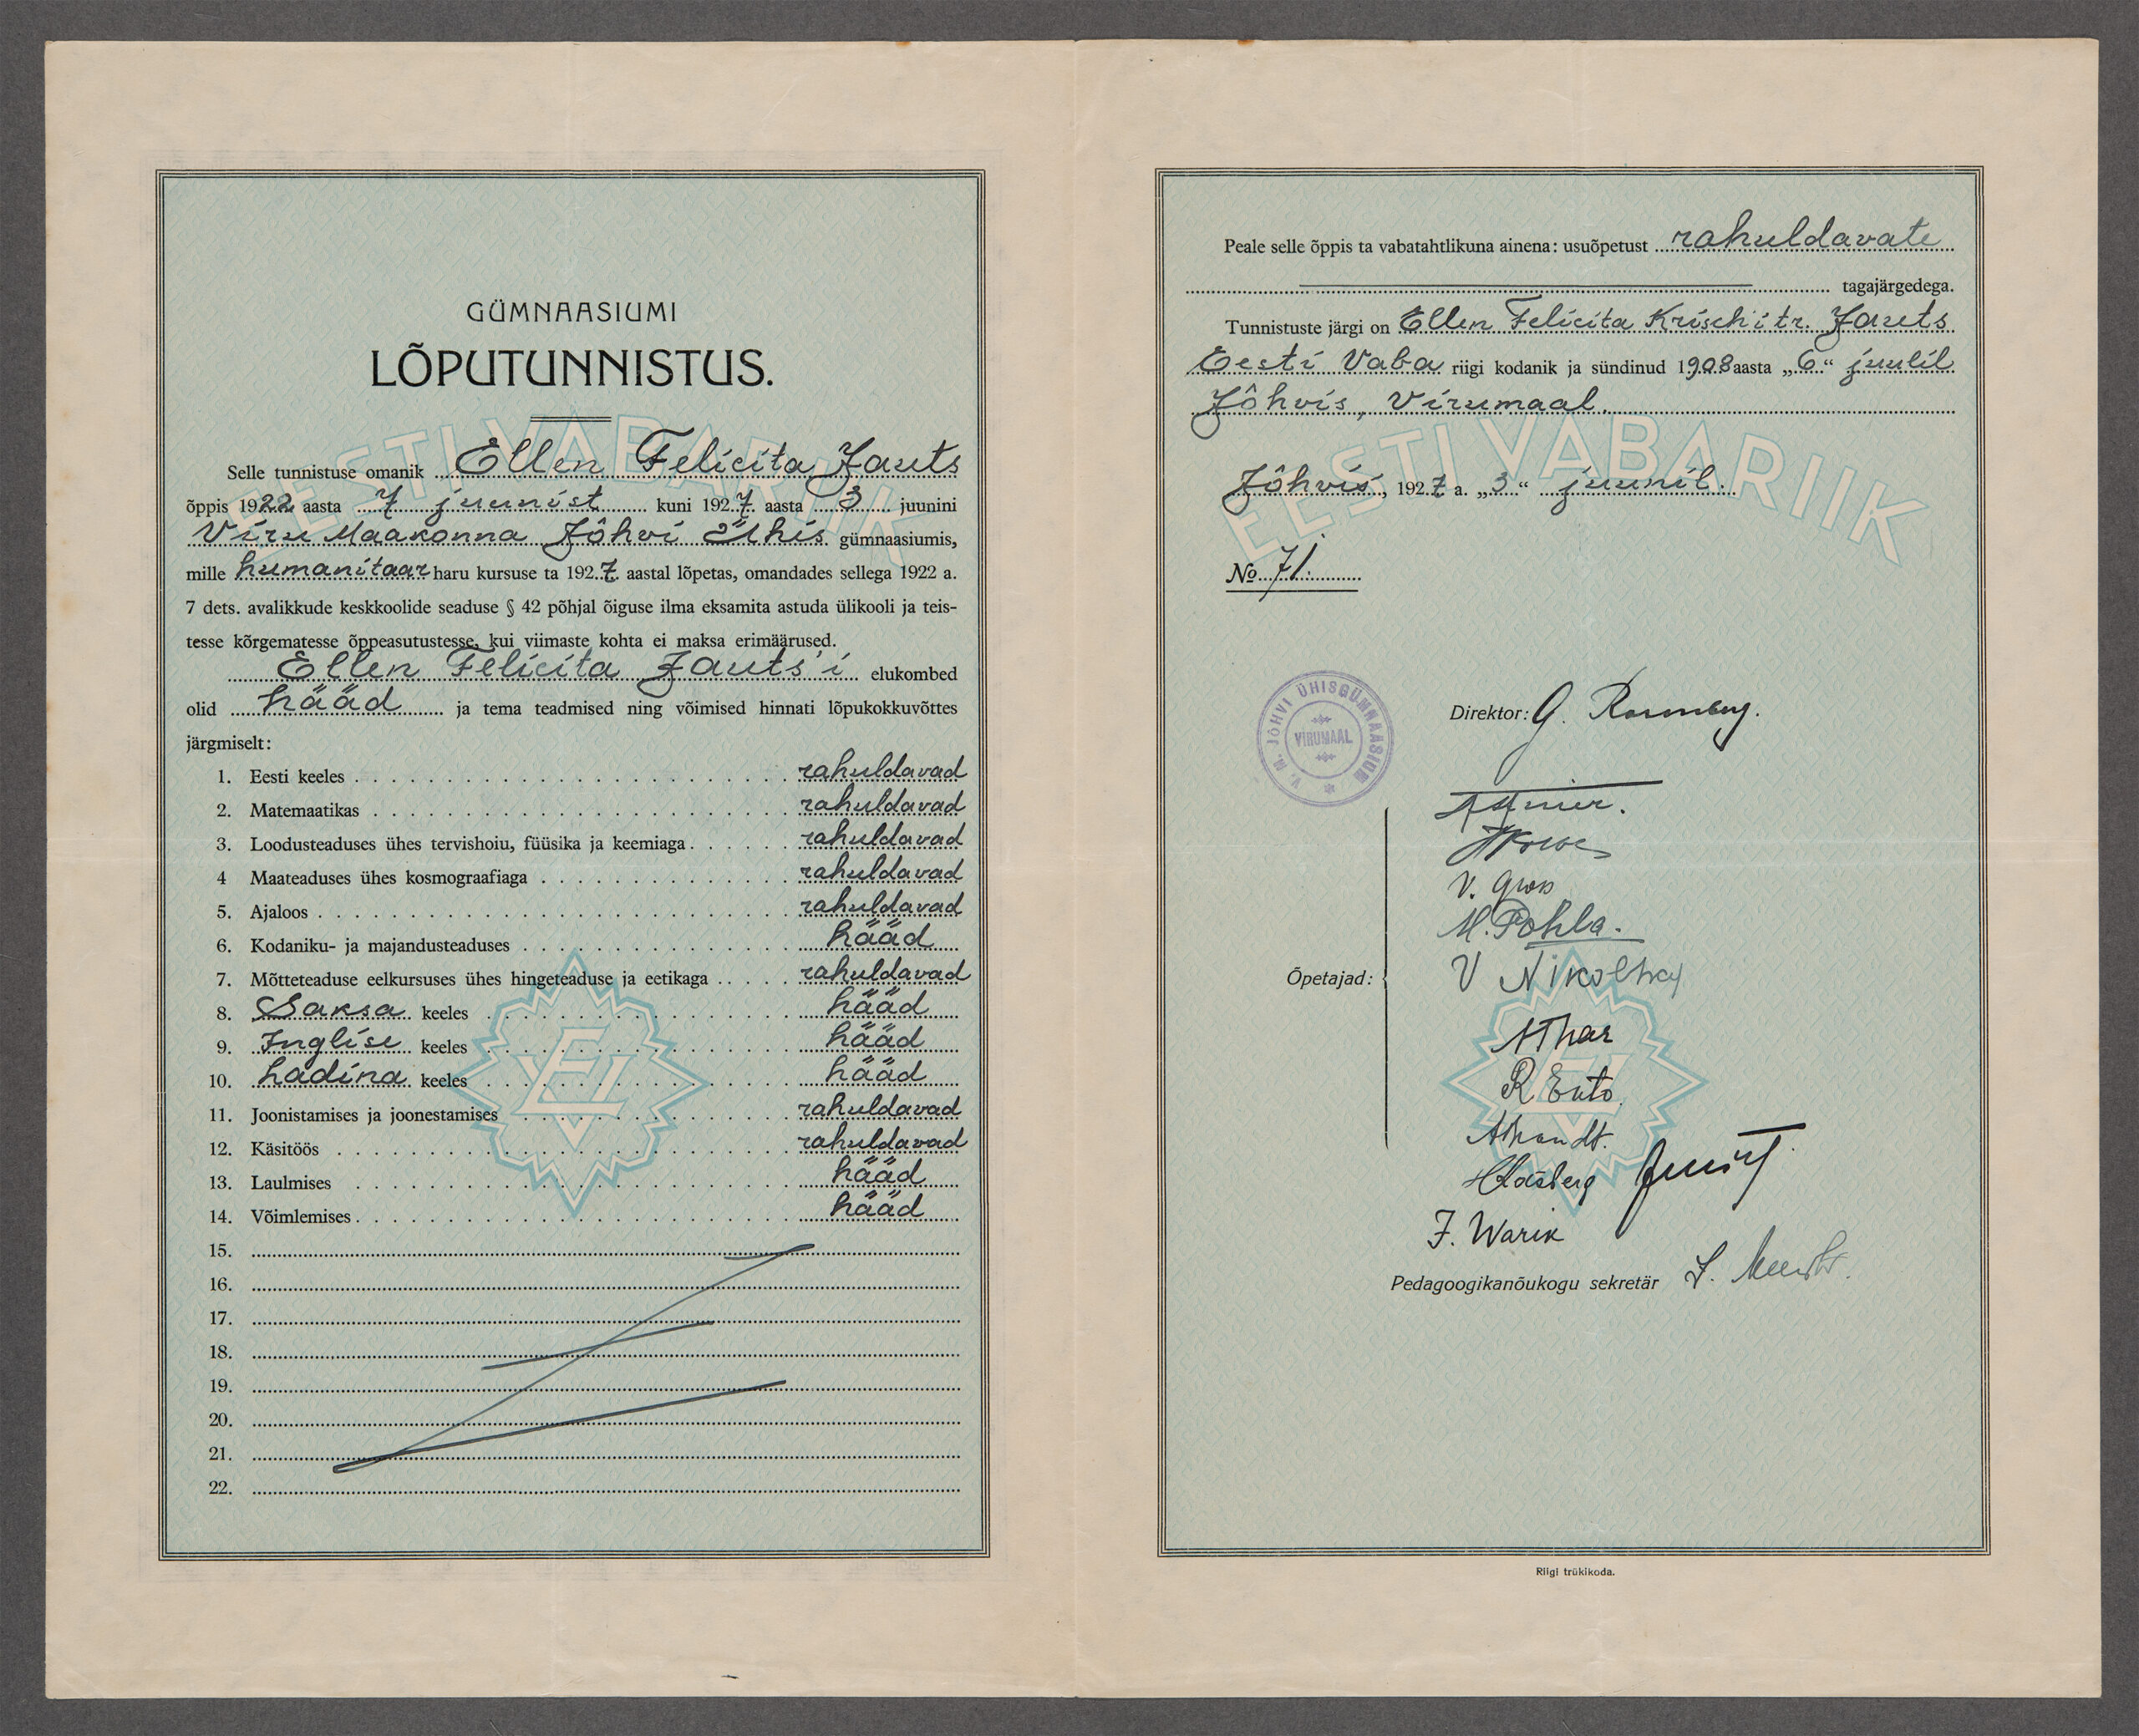 GÜMNAASIUMI
LÕPUTUNNISTUS.
EESTI VABARIIK
Selle tunnistuse omanik Ellen Felicita Jauts
õppis 1922 aasta 7 juunist kuni 1927. aasta 3 juunini
Viru Maakonna Jôhvi Ühis gümnaasiumis,
mille humanitaar haru kursuse ta 1927. aastal lõpetas, omandades sellega 1922 a.
7 dets. avalikkude keskkoolide seaduse § 42 põhjal õiguse ilma eksamita astuda ülikooli ja teis-
tesse kõrgematesse õppeasutustesse, kui viimaste kohta ei maksa erimäärused.
Ellen Felicita Jauts'i elukombed
olid hääd ja tema teadmised ning võimised hinnati lõpukokkuvõttes
järgmiselt:
1. Eesti keeles rahuldavad
2. Matemaatikas rahuldavad
3. Loodusteaduses ühes tervishoiu, füüsika ja keemiaga rahuldavad
4 Maateaduses ühes kosmograafiaga rahuldavad
5. Ajaloos rahuldavad
6. Kodaniku- ja majandusteaduses hääd
7. Mõtteteaduse eelkursuses ühes hingeteaduse ja eetikaga rahuldavad
8. Saksa keeles hääd
9. Inglise keeles hääd
10. Ladina keeles hääd
11. Joonistamises ja joonestamises rahuldavad
12. Käsitöös rahuldavad
13. Laulmises hääd
14. Võimlemises hääd
15.
16.
17.
18.
19.
20.
21.
22.
Peale selle õppis ta vabatahtlikuna ainena: usuõpetust rahuldavate
tagajärgedega.
Tunnistuste järgi on Ellen Felicita Krisch'i tr. Jauts
Eesti Vaba riigi kodanik ja sündinud 1908 aasta „6." juulil
Jôhvis, Virumaal.
EESTI VABARIIK
Jôhvis, 1927 a. „3." juunil.
No 71.
V. M. JÕHVI ÜHISGÜMNAASIUM
VIRUMAAL
Direktor: G. Rosenberg.
V. Gros
M. Pohla.
Õpetajad:
R Ento.
J. Warik
Pedagoogikanõukogu sekretär
Riigi trükikoda.